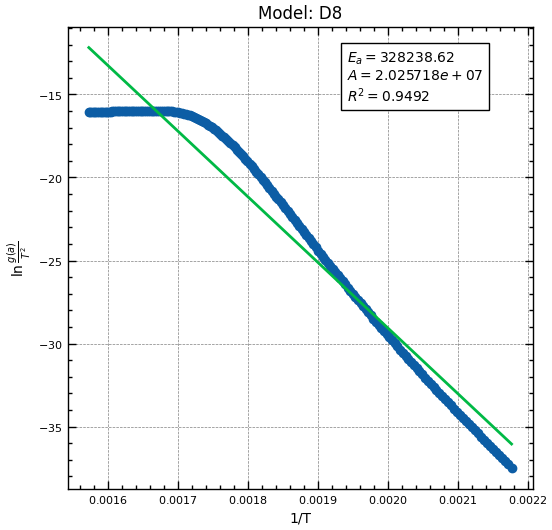 Model: D8
E_a = 328238.62
A = 2.025718e + 07
R² = 0.9492
ln g(a)/T²
−15
−20
−25
−30
−35
0.0016 0.0017 0.0018 0.0019 0.0020 0.0021 0.0022
1/T